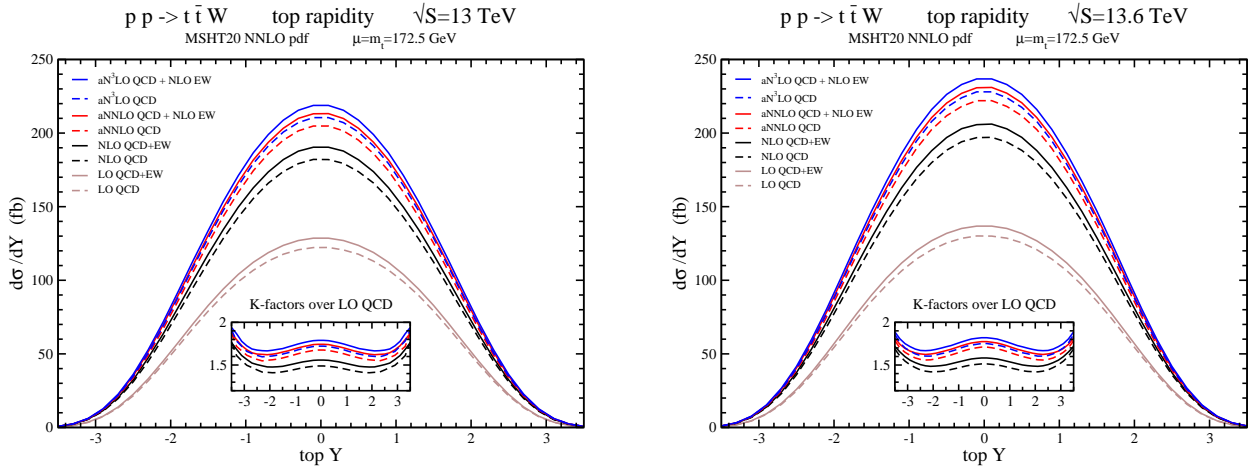 p p -> t t̄ W top rapidity √S=13 TeV
MSHT20 NNLO pdf μ=mt=172.5 GeV
250
200
150
100
50
0
dσ/dY (fb)
aN³LO QCD + NLO EW
aN³LO QCD
aNNLO QCD + NLO EW
aNNLO QCD
NLO QCD+EW
NLO QCD
LO QCD+EW
LO QCD
K-factors over LO QCD
2
1.5
-3 -2 -1 0 1 2 3
-3 -2 -1 0 1 2 3
top Y
p p -> t t̄ W top rapidity √S=13.6 TeV
MSHT20 NNLO pdf μ=mt=172.5 GeV
250
200
150
100
50
0
dσ/dY (fb)
aN³LO QCD + NLO EW
aN³LO QCD
aNNLO QCD + NLO EW
aNNLO QCD
NLO QCD+EW
NLO QCD
LO QCD+EW
LO QCD
K-factors over LO QCD
2
1.5
-3 -2 -1 0 1 2 3
-3 -2 -1 0 1 2 3
top Y